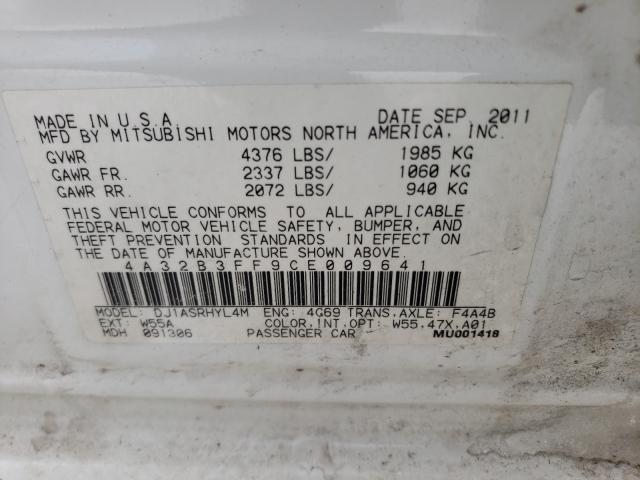 MADE IN U.S.A. DATE SEP. 2011
MFD BY MITSUBISHI MOTORS NORTH AMERICA, INC.
GVWR 4376 LBS/ 1985 KG
GAWR FR. 2337 LBS/ 1060 KG
GAWR RR. 2072 LBS/ 940 KG
THIS VEHICLE CONFORMS TO ALL APPLICABLE
FEDERAL MOTOR VEHICLE SAFETY, BUMPER, AND
THEFT PREVENTION STANDARDS IN EFFECT ON
THE DATE OF MANUFACTURE SHOWN ABOVE.
4A32B3FF9CE009641
MODEL: DJ1ASRHYL4M ENG: 4G69 TRANS,AXLE: F4A4B
EXT: W55A COLOR,INT,OPT: W55,47X,A01
MDH 091306 PASSENGER CAR MU001418